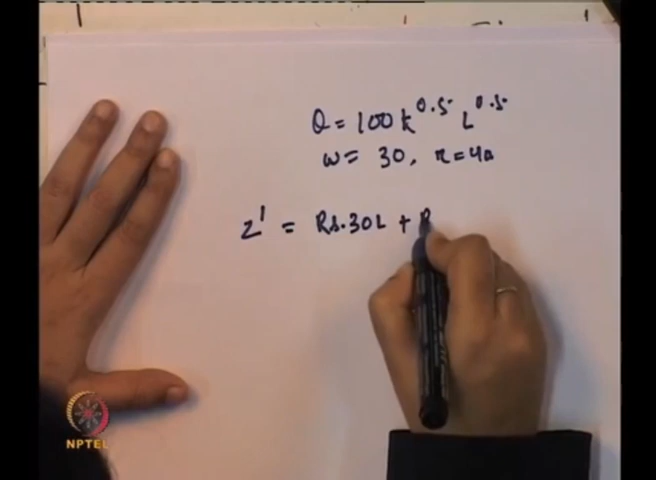 Q = 100 K^0.5 L^0.5
w = 30, r = 40
Z' = Rs. 30L + R
NPTEL